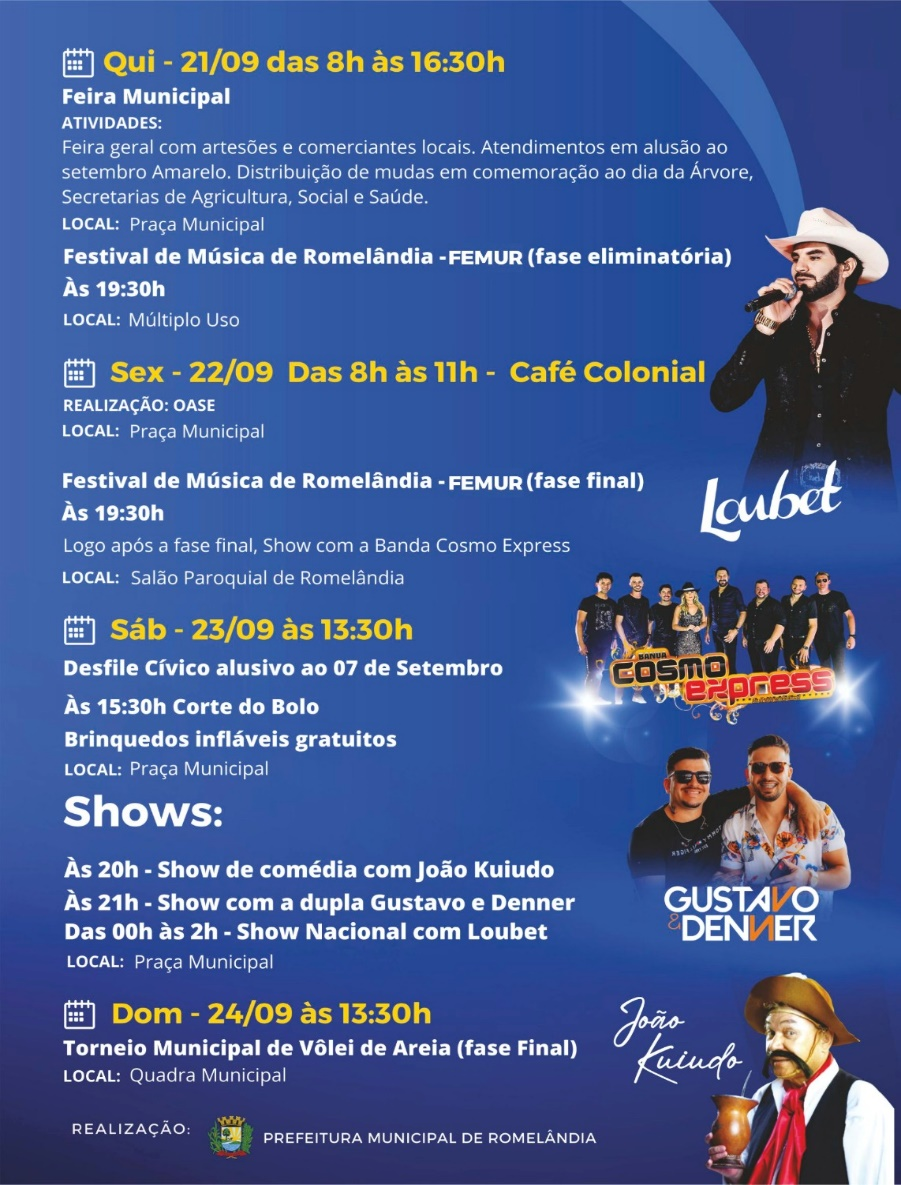 Qui - 21/09 das 8h às 16:30h
Feira Municipal
ATIVIDADES:
Feira geral com artesões e comerciantes locais. Atendimentos em alusão ao
setembro Amarelo. Distribuição de mudas em comemoração ao dia da Árvore,
Secretarias de Agricultura, Social e Saúde.
LOCAL: Praça Municipal
Festival de Música de Romelândia - FEMUR (fase eliminatória)
Às 19:30h
LOCAL: Múltiplo Uso
Sex - 22/09 Das 8h às 11h - Café Colonial
REALIZAÇÃO: OASE
LOCAL: Praça Municipal
Festival de Música de Romelândia - FEMUR (fase final)
Às 19:30h
Logo após a fase final, Show com a Banda Cosmo Express
LOCAL: Salão Paroquial de Romelândia
Loubet
Sáb - 23/09 às 13:30h
Desfile Cívico alusivo ao 07 de Setembro
Às 15:30h Corte do Bolo
Brinquedos infláveis gratuitos
LOCAL: Praça Municipal
BANDA
COSMO
express
Shows:
Às 20h - Show de comédia com João Kuiudo
Às 21h - Show com a dupla Gustavo e Denner
Das 00h às 2h - Show Nacional com Loubet
LOCAL: Praça Municipal
GUSTAVO
& DENNER
Dom - 24/09 às 13:30h
Torneio Municipal de Vôlei de Areia (fase Final)
LOCAL: Quadra Municipal
João
Kuiudo
REALIZAÇÃO: PREFEITURA MUNICIPAL DE ROMELÂNDIA